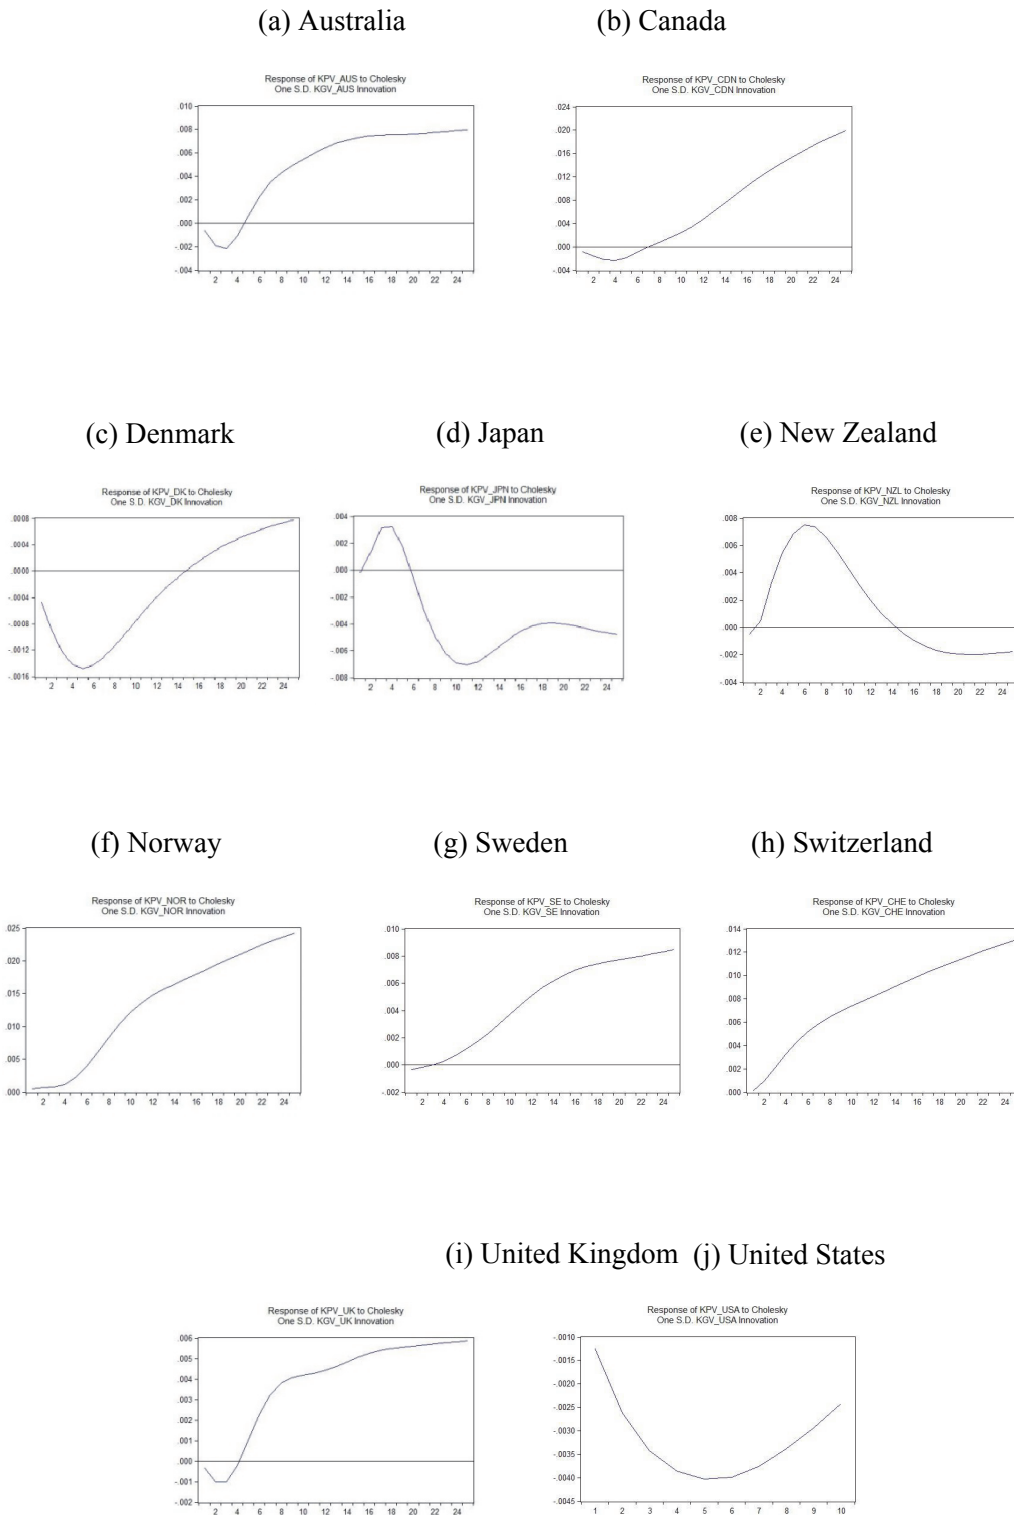 (a) Australia
(b) Canada
Response of KPV_AUS to Cholesky
One S.D. KGV_AUS Innovation
.010
.008
.006
.004
.002
.000
-.002
-.004
2 4 6 8 10 12 14 16 18 20 22 24
Response of KPV_CDN to Cholesky
One S.D. KGV_CDN Innovation
.024
.020
.016
.012
.008
.004
.000
-.004
2 4 6 8 10 12 14 16 18 20 22 24
(c) Denmark
(d) Japan
(e) New Zealand
Response of KPV_DK to Cholesky
One S.D. KGV_DK Innovation
.0008
.0004
.0000
-.0004
-.0008
-.0012
-.0016
2 4 6 8 10 12 14 16 18 20 22 24
Response of KPV_JPN to Cholesky
One S.D. KGV_JPN Innovation
.004
.002
.000
-.002
-.004
-.006
-.008
2 4 6 8 10 12 14 16 18 20 22 24
Response of KPV_NZL to Cholesky
One S.D. KGV_NZL Innovation
.008
.006
.004
.002
.000
-.002
-.004
2 4 6 8 10 12 14 16 18 20 22 24
(f) Norway
(g) Sweden
(h) Switzerland
Response of KPV_NOR to Cholesky
One S.D. KGV_NOR Innovation
.025
.020
.015
.010
.005
.000
2 4 6 8 10 12 14 16 18 20 22 24
Response of KPV_SE to Cholesky
One S.D. KGV_SE Innovation
.010
.008
.006
.004
.002
.000
-.002
2 4 6 8 10 12 14 16 18 20 22 24
Response of KPV_CHE to Cholesky
One S.D. KGV_CHE Innovation
.014
.012
.010
.008
.006
.004
.002
.000
2 4 6 8 10 12 14 16 18 20 22 24
(i) United Kingdom
(j) United States
Response of KPV_UK to Cholesky
One S.D. KGV_UK Innovation
.006
.005
.004
.003
.002
.001
.000
-.001
-.002
2 4 6 8 10 12 14 16 18 20 22 24
Response of KPV_USA to Cholesky
One S.D. KGV_USA Innovation
-.0010
-.0015
-.0020
-.0025
-.0030
-.0035
-.0040
-.0045
1 2 3 4 5 6 7 8 9 10